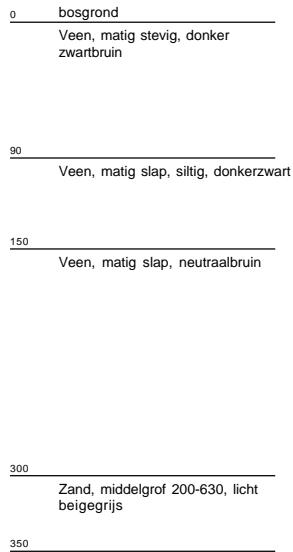 0 bosgrond
Veen, matig stevig, donker
zwartbruin
90
Veen, matig slap, siltig, donkerzwart
150
Veen, matig slap, neutraalbruin
300
Zand, middelgrof 200-630, licht
beigegrijs
350